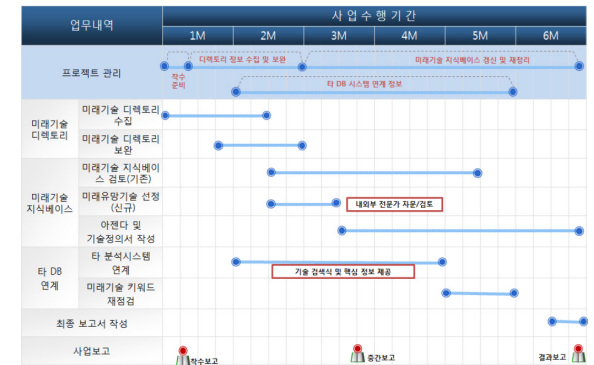 업무내역
사 업 수 행 기 간
1M 2M 3M 4M 5M 6M
프로젝트 관리
디렉토리 정보 수집 및 보완
미래기술 지식베이스 갱신 및 재정리
착수
준비
타 DB 시스템 연계 정보
미래기술
디렉토리
미래기술 디렉토리
수집
미래기술 디렉토리
보완
미래기술
지식베이스
미래기술 지식베이
스 검토(기존)
미래유망기술 선정
(신규)
내외부 전문가 자문/검토
아젠다 및
기술정의서 작성
타 DB
연계
타 분석시스템
연계
기술 검색식 및 핵심 정보 제공
미래기술 키워드
재점검
최종 보고서 작성
사업보고
착수보고
중간보고
결과보고